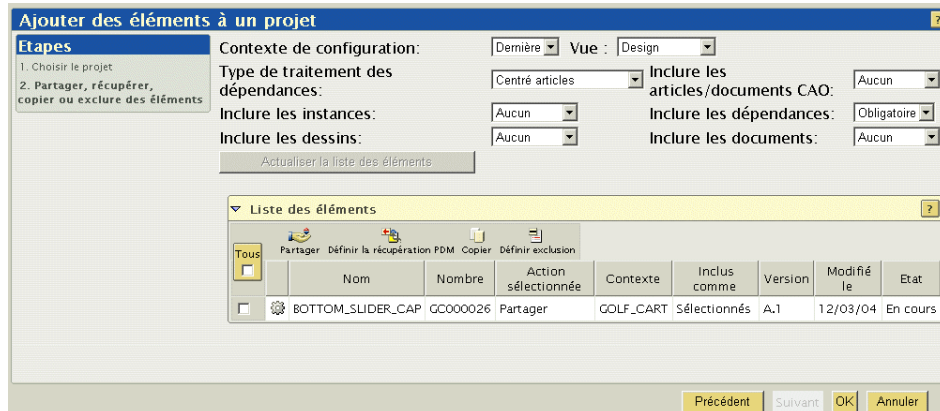 Ajouter des éléments à un projet
?
Etapes
1. Choisir le projet
2. Partager, récupérer,
copier ou exclure des éléments
Contexte de configuration: Dernière Vue : Design
Type de traitement des
dépendances: Centré articles
Inclure les
articles/documents CAO: Aucun
Inclure les instances: Aucun Inclure les dépendances: Obligatoire
Inclure les dessins: Aucun Inclure les documents: Aucun
Actualiser la liste des éléments
Liste des éléments ?
Tous
Partager Définir la récupération PDM Copier Définir exclusion
Nom Nombre Action
sélectionnée Contexte Inclus
comme Version Modifié
le Etat
BOTTOM_SLIDER_CAP GC000026 Partager GOLF_CART Sélectionnés A.1 12/03/04 En cours
Précédent Suivant OK Annuler